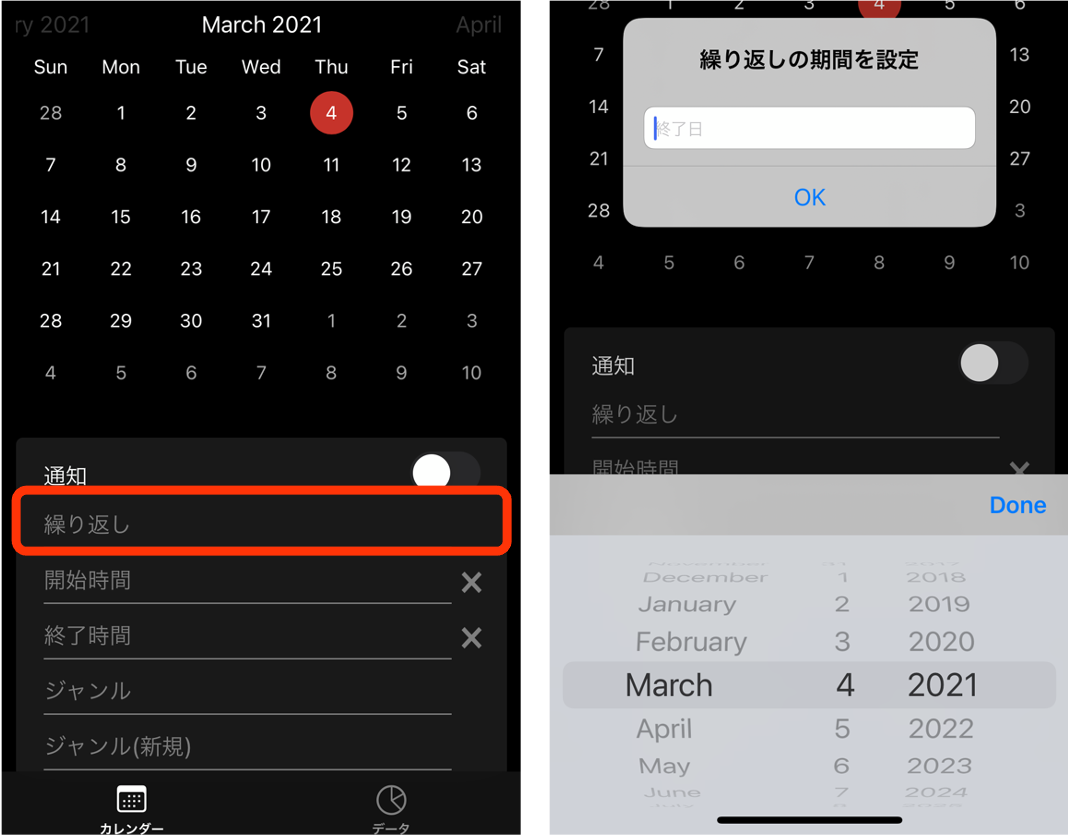 ry 2021 March 2021 April
Sun Mon Tue Wed Thu Fri Sat
28 1 2 3 4 5 6
7 8 9 10 11 12 13
14 15 16 17 18 19 20
21 22 23 24 25 26 27
28 29 30 31 1 2 3
4 5 6 7 8 9 10
通知
繰り返し
開始時間
終了時間
ジャンル
ジャンル(新規)
カレンダー データ
28 1 2 3 4 5 6
7 13
14 20
21 27
28 3
4 5 6 7 8 9 10
繰り返しの期間を設定
終了日
OK
通知
繰り返し
開始時間
Done
November 31 2017
December 1 2018
January 2 2019
February 3 2020
March 4 2021
April 5 2022
May 6 2023
June 7 2024
July 8 2025